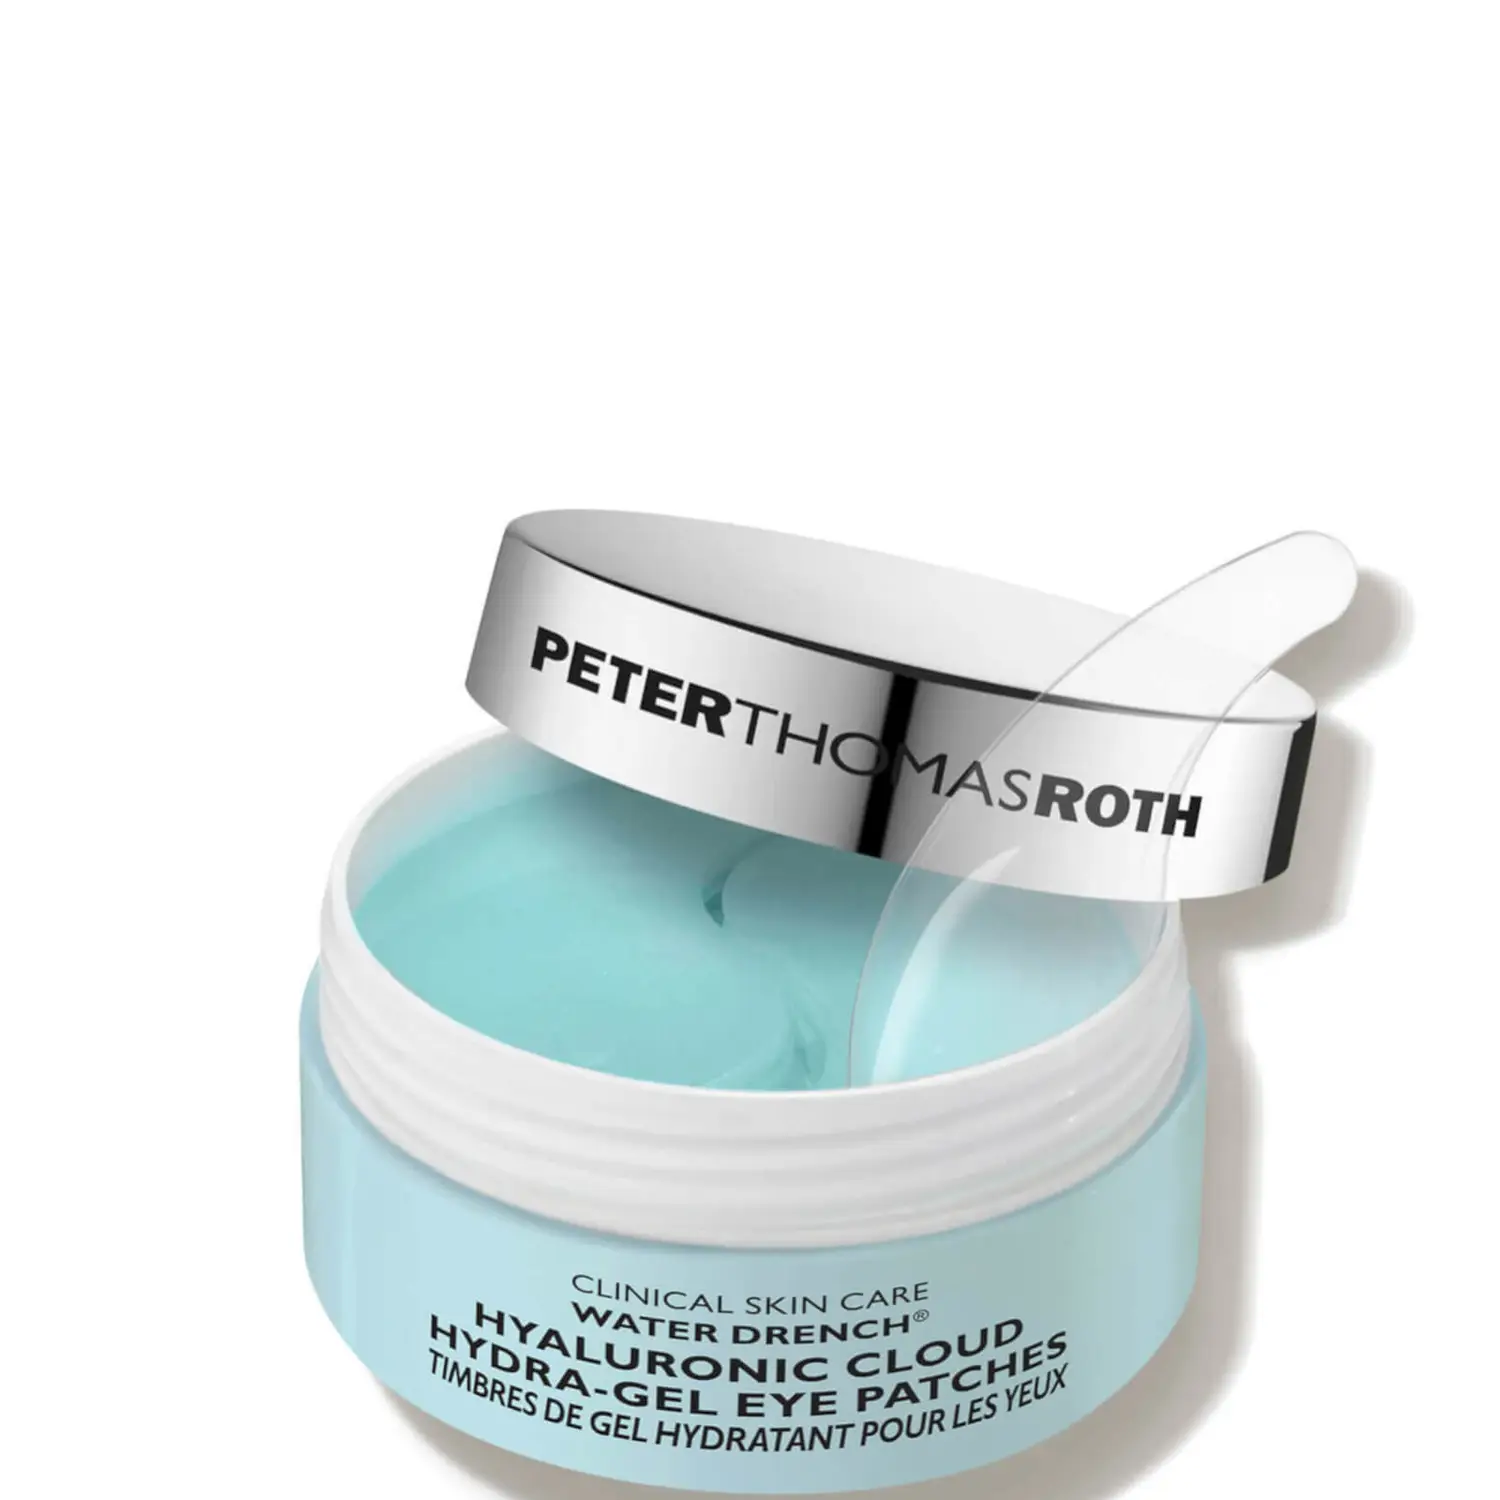 PETERTHOMASROTH
CLINICAL SKIN CARE
WATER DRENCH®
HYALURONIC CLOUD
HYDRA-GEL EYE PATCHES
TIMBRES DE GEL HYDRATANT POUR LES YEUX